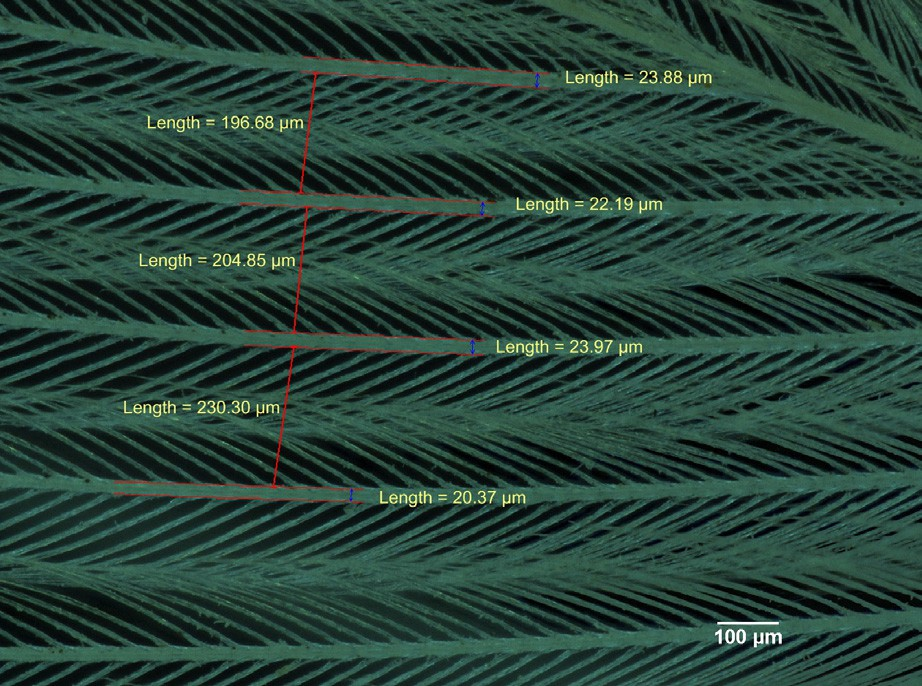 Length = 23.88 µm
Length = 196.68 µm
Length = 22.19 µm
Length = 204.85 µm
Length = 23.97 µm
Length = 230.30 µm
Length = 20.37 µm
100 µm